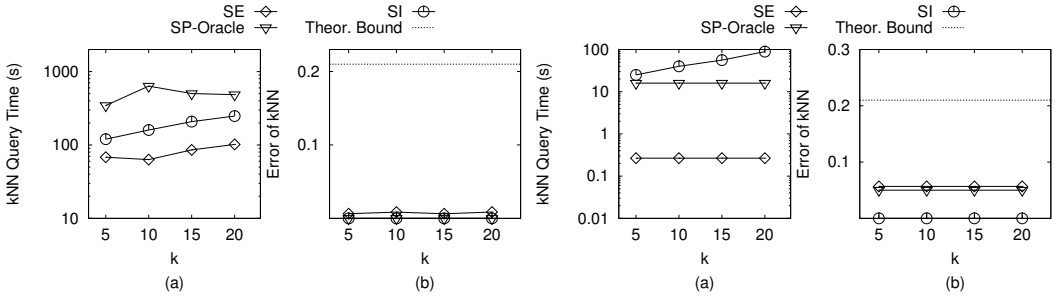 SE
SP-Oracle
SI
Theor. Bound
kNN Query Time (s)
1000
100
10
5 10 15 20
k
(a)
Error of kNN
0.2
0.1
5 10 15 20
k
(b)
SE
SP-Oracle
SI
Theor. Bound
kNN Query Time (s)
100
10
1
0.1
0.01
5 10 15 20
k
(a)
Error of kNN
0.3
0.2
0.1
5 10 15 20
k
(b)